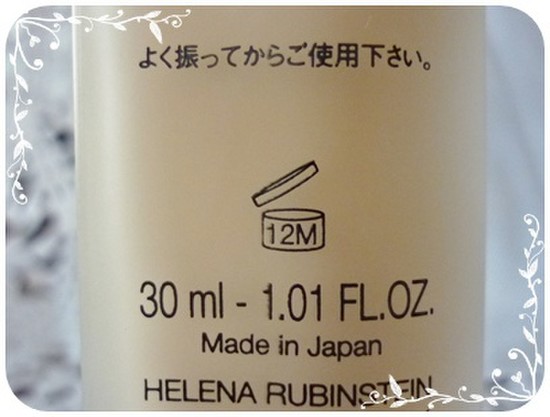 よく振ってからご使用下さい。
12M
30 ml - 1.01 FL.OZ.
Made in Japan
HELENA RUBINSTEIN